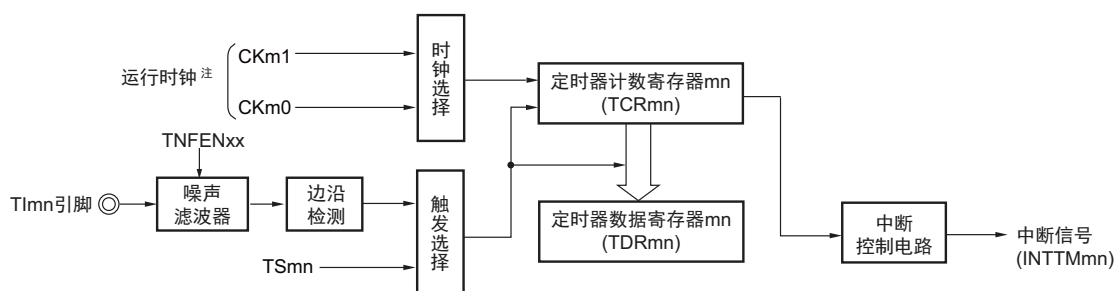 运行时钟 注
CKm1
CKm0
时钟选择
定时器计数寄存器mn
(TCRmn)
TNFENxx
TImn引脚
噪声
滤波器
边沿
检测
TSmn
触发选择
定时器数据寄存器mn
(TDRmn)
中断
控制电路
中断信号
(INTTMmn)